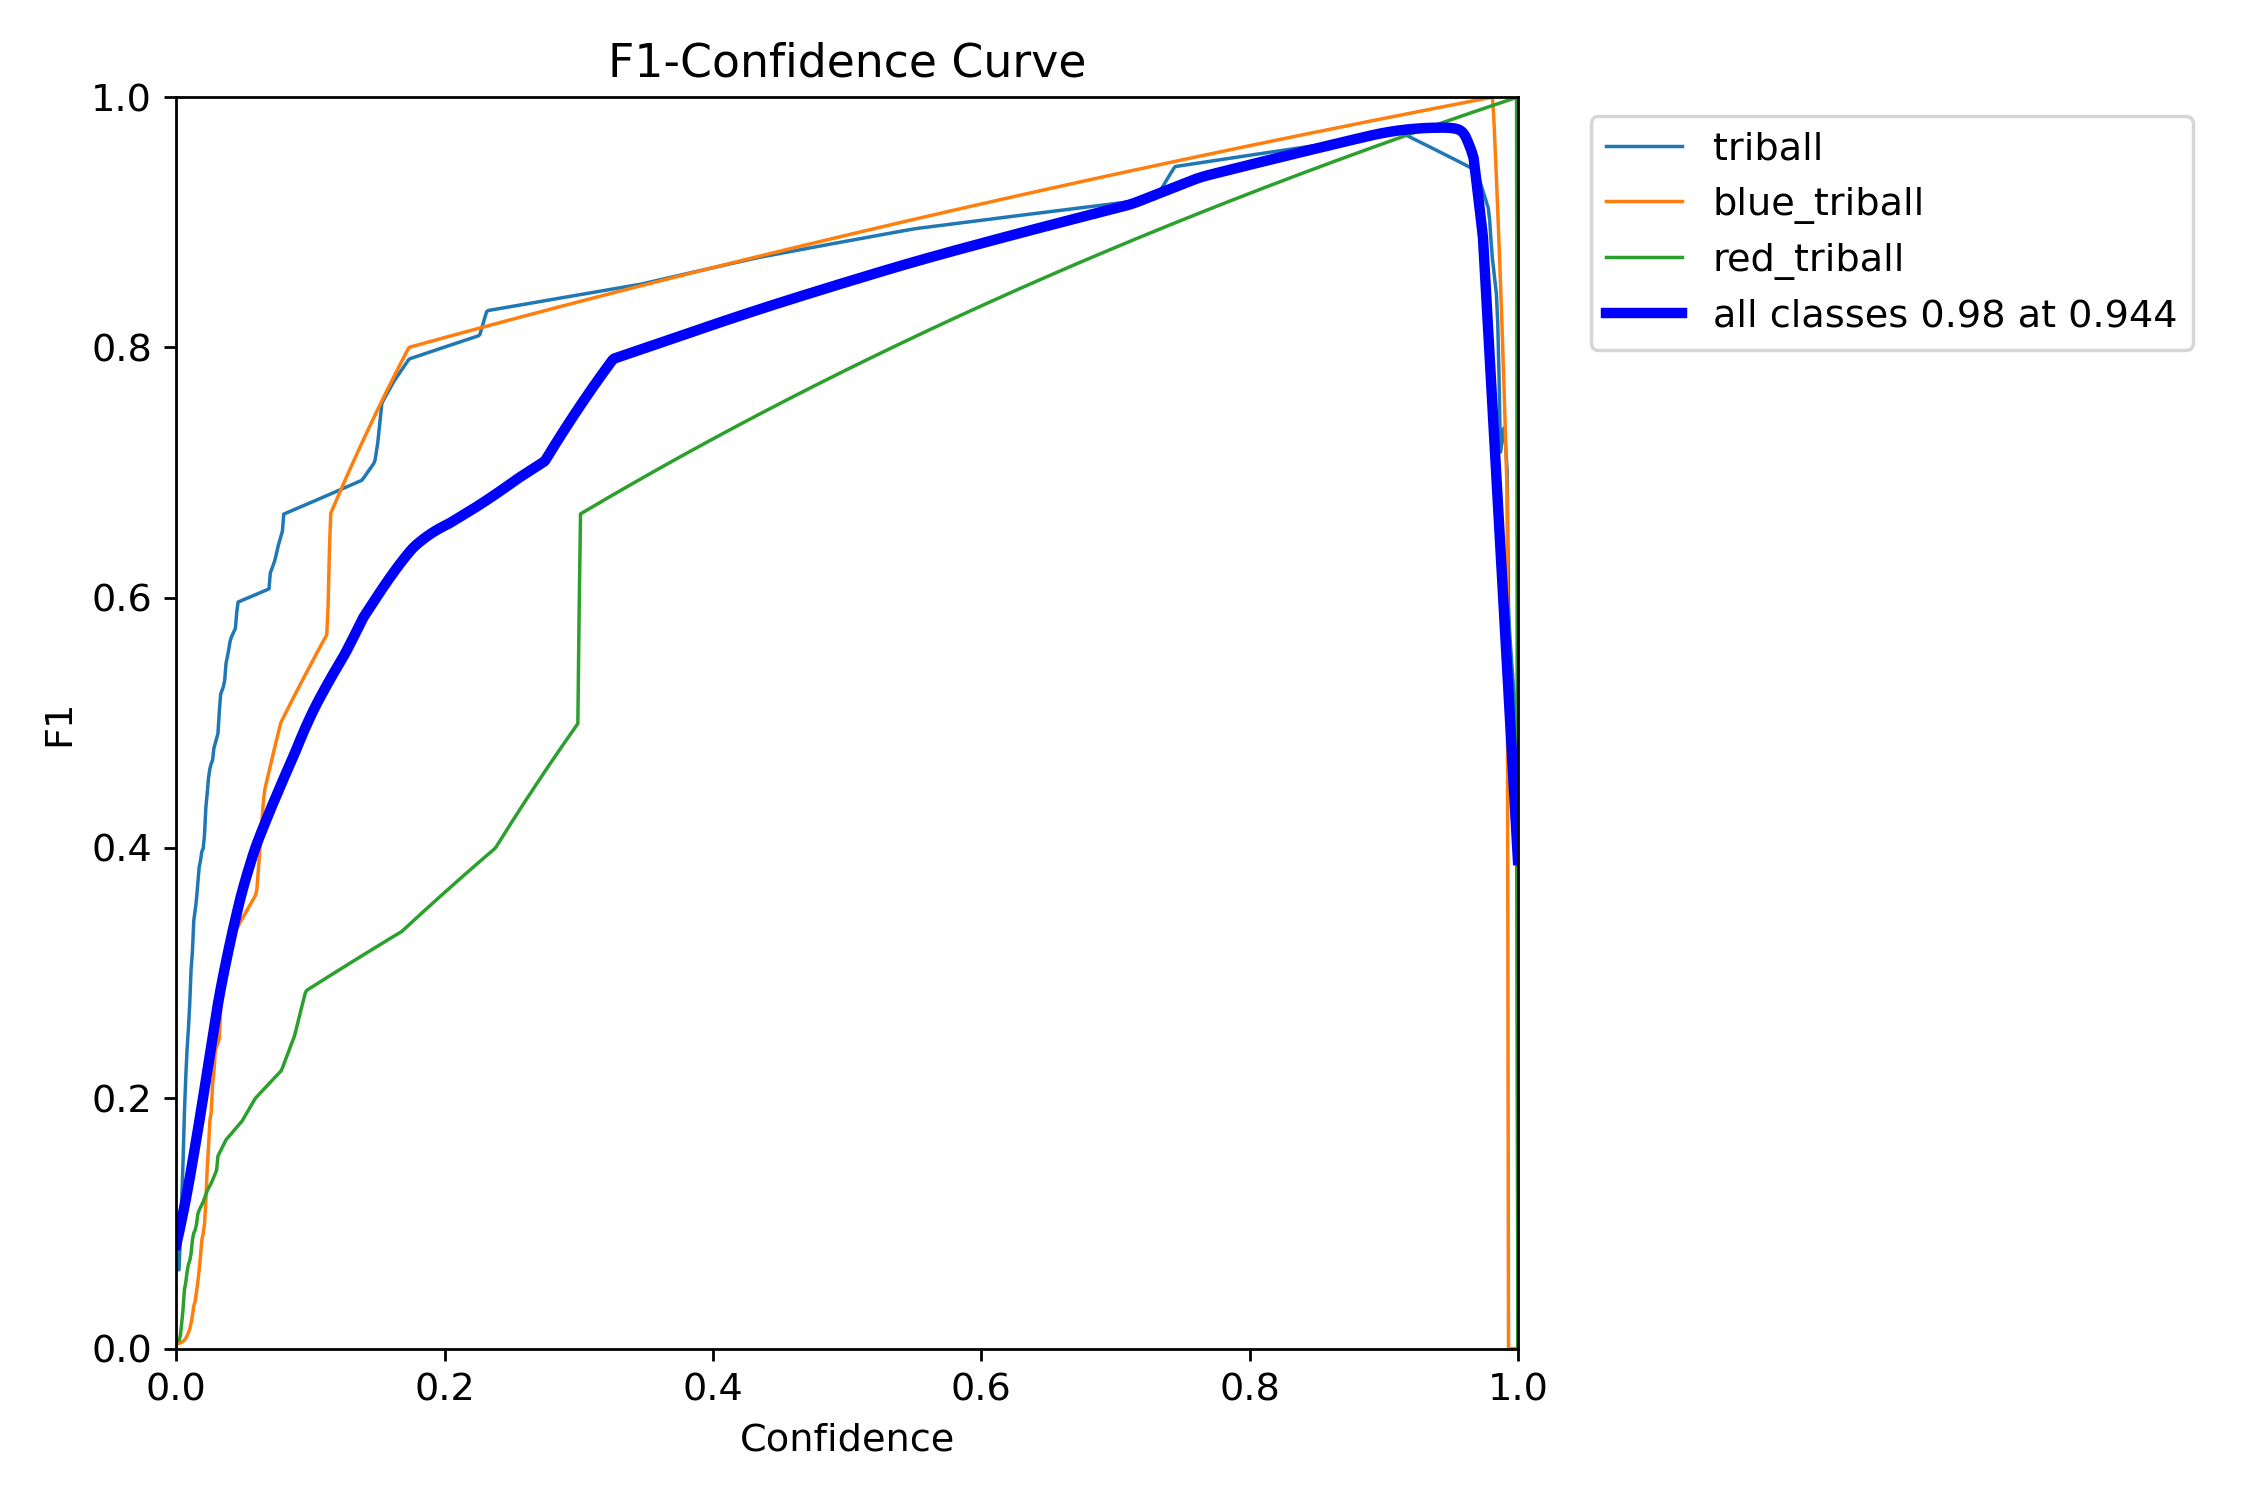 F1-Confidence Curve
1.0
0.8
0.6
0.4
0.2
0.0
F1
0.0 0.2 0.4 0.6 0.8 1.0
Confidence
triball
blue_triball
red_triball
all classes 0.98 at 0.944